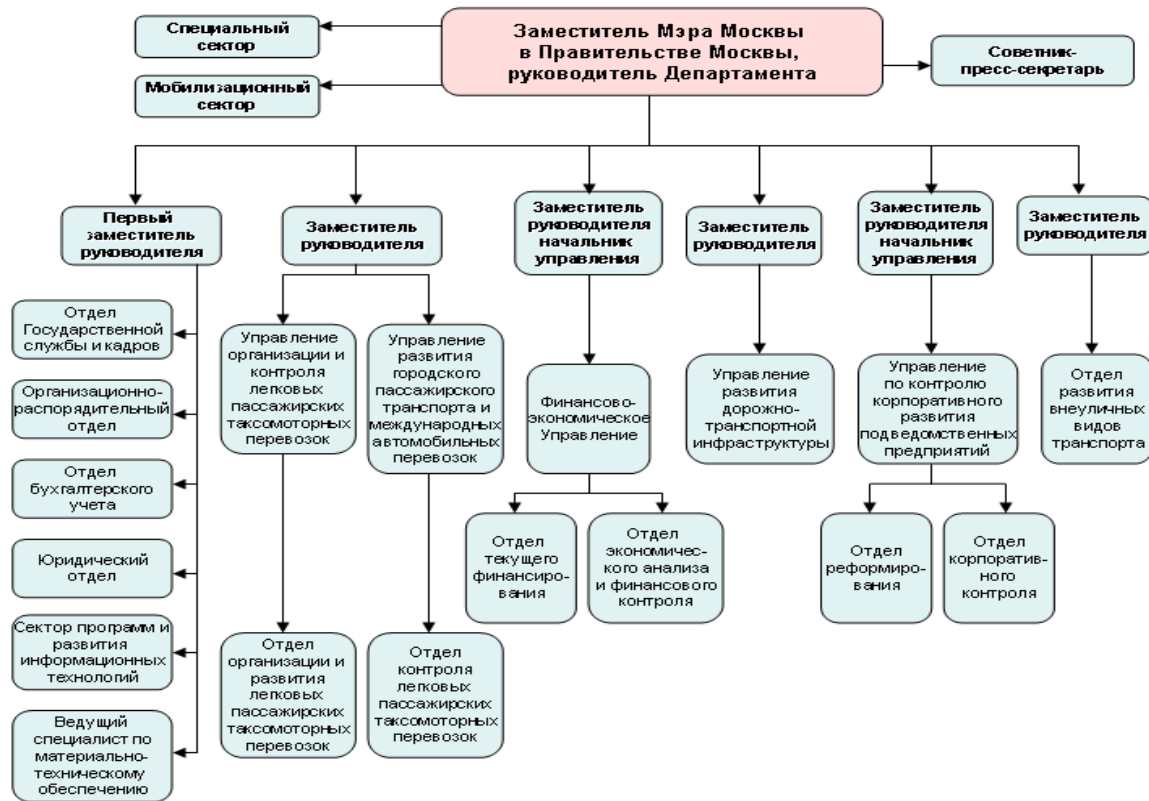 Специальный
сектор
Мобилизационный
сектор
Заместитель Мэра Москвы
в Правительстве Москвы,
руководитель Департамента
Советник-
пресс-секретарь
Первый
заместитель
руководителя
Заместитель
руководителя
Заместитель
руководителя
начальник
управления
Заместитель
руководителя
Заместитель
руководителя
начальник
управления
Заместитель
руководителя
Отдел
Государственной
службы и кадров
Организационно-
распорядительный
отдел
Отдел
бухгалтерского
учета
Юридический
отдел
Сектор программ и
развития
информационных
технологий
Ведущий
специалист по
материально-
техническому
обеспечению
Управление
организации и
контроля
легковых
пассажирских
таксомоторных
перевозок
Управление
развития
городского
пассажирского
транспорта и
международных
автомобильных
перевозок
Отдел
организации и
развития
легковых
пассажирских
таксомоторных
перевозок
Отдел
контроля
легковых
пассажирских
таксомоторных
перевозок
Финансово-
экономическое
Управление
Отдел
текущего
финансиро-
вания
Отдел
экономичес-
кого анализа
и финансового
контроля
Управление
развития
дорожно-
транспортной
инфраструктуры
Управление
по контролю
корпоративного
развития
подведомственных
предприятий
Отдел
реформиро-
вания
Отдел
корпоратив-
ного
контроля
Отдел
развития
внеуличных
видов
транспорта